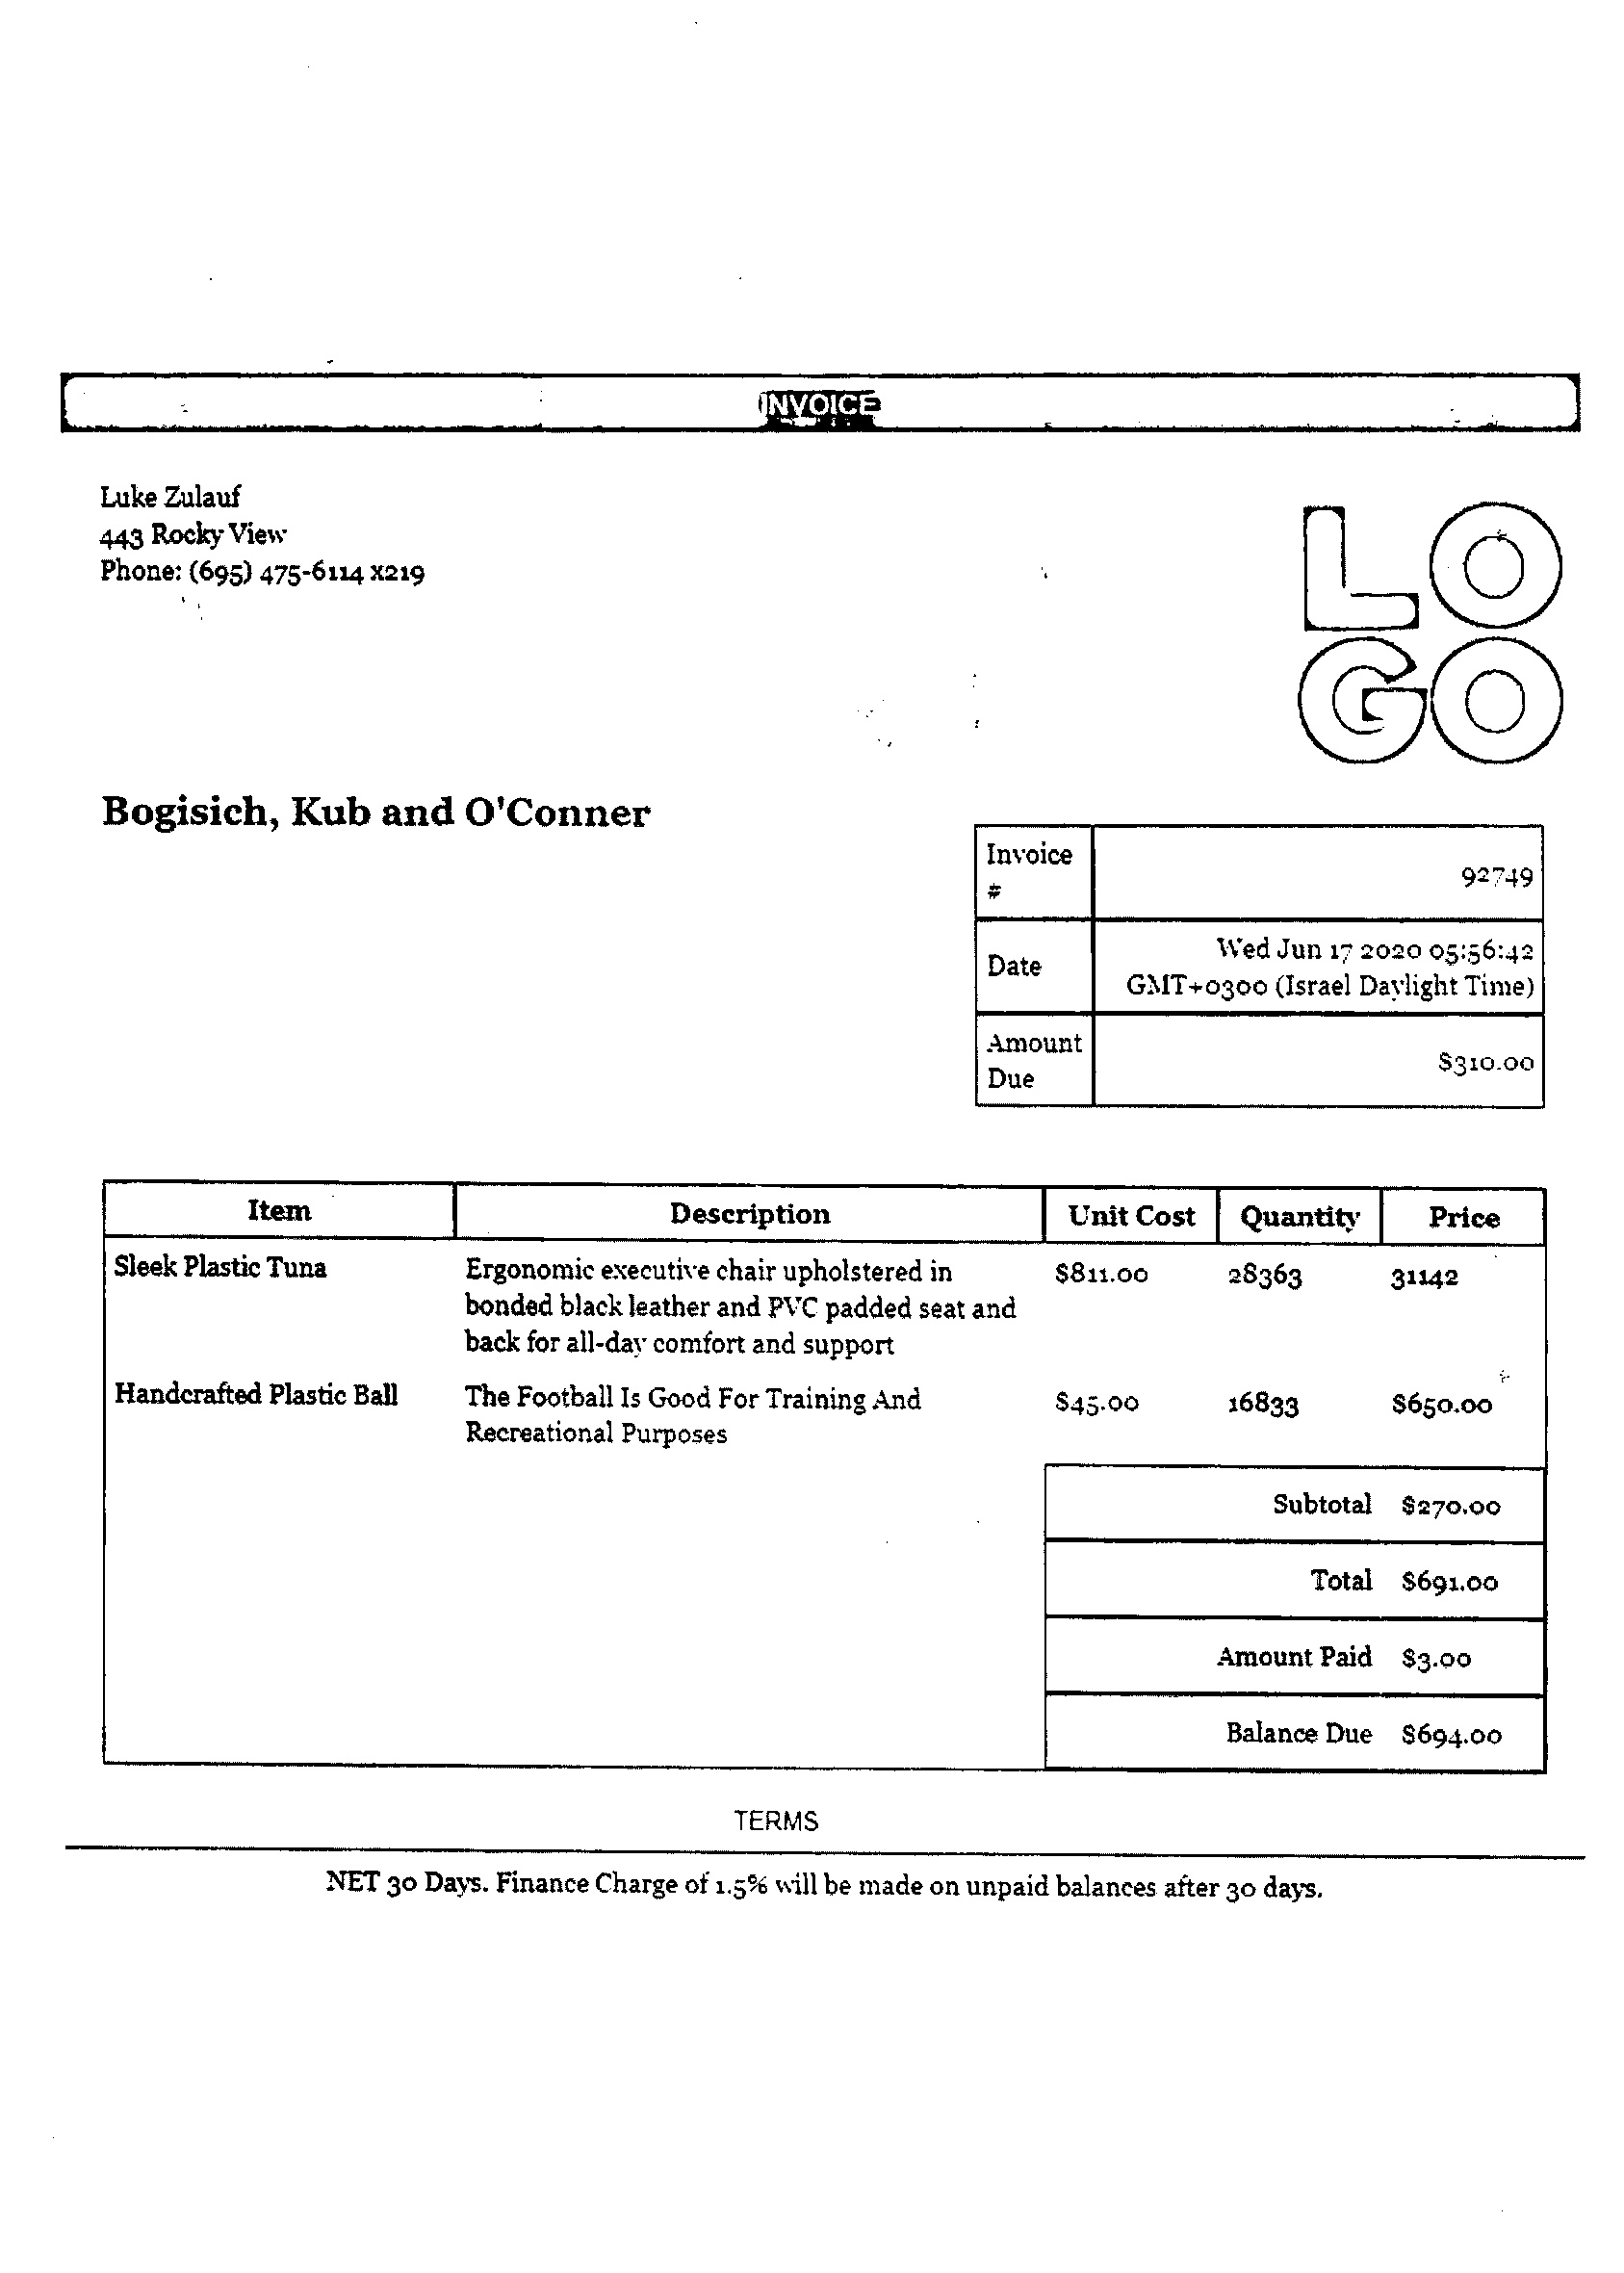 INVOICE
Luke Zulauf
443 Rocky View
Phone: (695) 475-6114 x219
LO
GO
Bogisich, Kub and O'Conner
Invoice
#
92749
Date
Wed Jun 17 2020 05:56:42
GMT+0300 (Israel Daylight Time)
Amount
Due
$310.00
Item Description Unit Cost Quantity Price
Sleek Plastic Tuna Ergonomic executive chair upholstered in $811.00 28363 31142
bonded black leather and PVC padded seat and
back for all-day comfort and support
Handcrafted Plastic Ball The Football Is Good For Training And $45.00 16833 $650.00
Recreational Purposes
Subtotal $270.00
Total $691.00
Amount Paid $3.00
Balance Due $694.00
TERMS
NET 30 Days. Finance Charge of 1.5% will be made on unpaid balances after 30 days.